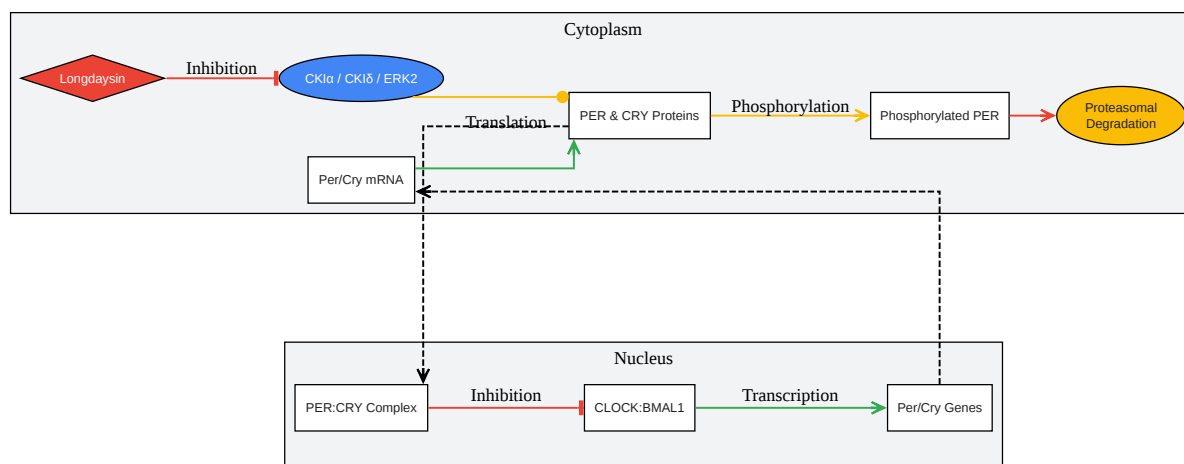 Cytoplasm
Longdaysin
Inhibition
CKIα / CKIδ / ERK2
Translation
PER & CRY Proteins
Phosphorylation
Phosphorylated PER
Proteasomal
Degradation
Per/Cry mRNA
Nucleus
PER:CRY Complex
Inhibition
CLOCK:BMAL1
Transcription
Per/Cry Genes